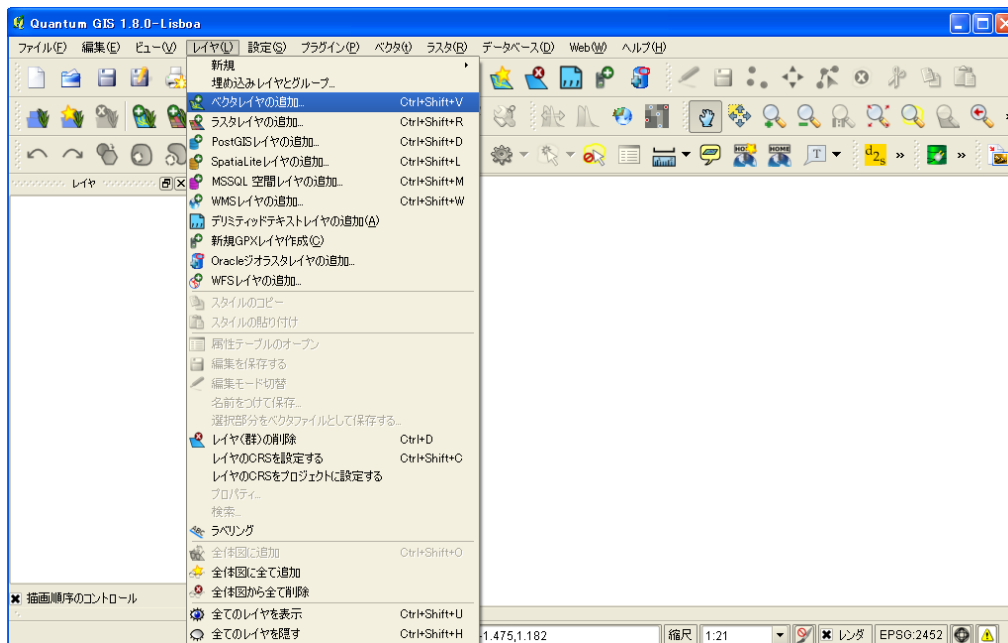 Quantum GIS 1.8.0-Lisboa
ファイル(F) 編集(E) ビュー(V) レイヤ(L) 設定(S) プラグイン(P) ベクタ(t) ラスタ(R) データベース(D) Web(W) ヘルプ(H)
新規
埋め込みレイヤとグループ...
ベクタレイヤの追加... Ctrl+Shift+V
ラスタレイヤの追加... Ctrl+Shift+R
PostGISレイヤの追加... Ctrl+Shift+D
SpatiaLiteレイヤの追加... Ctrl+Shift+L
レイヤ
MSSQL 空間レイヤの追加... Ctrl+Shift+M
WMSレイヤの追加... Ctrl+Shift+W
デリミティッドテキストレイヤの追加(A)
新規GPXレイヤ作成(C)
Oracleジオラスタレイヤの追加...
WFSレイヤの追加...
スタイルのコピー
スタイルの貼り付け
属性テーブルのオープン
編集を保存する
編集モード切替
名前をつけて保存...
選択部分をベクタファイルとして保存する...
レイヤ(群)の削除 Ctrl+D
レイヤのCRSを設定する Ctrl+Shift+C
レイヤのCRSをプロジェクトに設定する
プロパティ...
検索...
ラベリング
全体図に追加 Ctrl+Shift+O
全体図に全て追加
全体図から全て削除
描画順序のコントロール
全てのレイヤを表示 Ctrl+Shift+U
全てのレイヤを隠す Ctrl+Shift+H
-1.475,1.182 縮尺 1:21 レンダ EPSG:2452